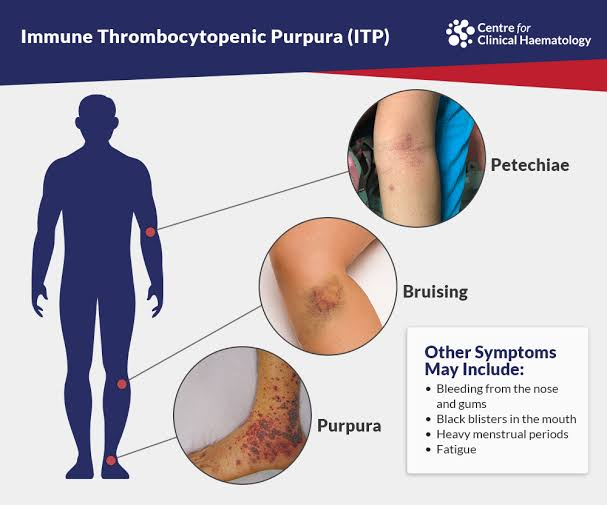 Immune Thrombocytopenic Purpura (ITP)
Centre for
Clinical Haematology
Petechiae
Bruising
Purpura
Other Symptoms
May Include:
• Bleeding from the nose
and gums
• Black blisters in the mouth
• Heavy menstrual periods
• Fatigue